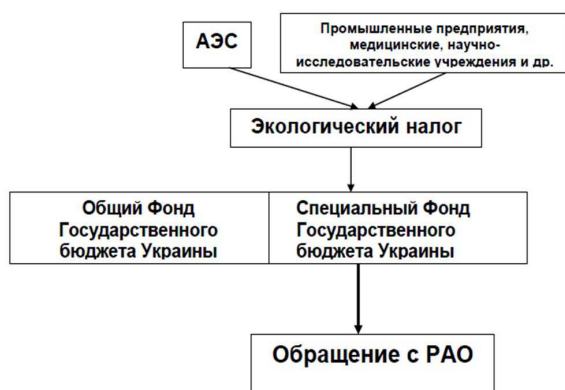 АЭС
Промышленные предприятия,
медицинские, научно-
исследовательские учреждения и др.
Экологический налог
Общий Фонд
Государственного
бюджета Украины
Специальный Фонд
Государственного
бюджета Украины
Обращение с РАО